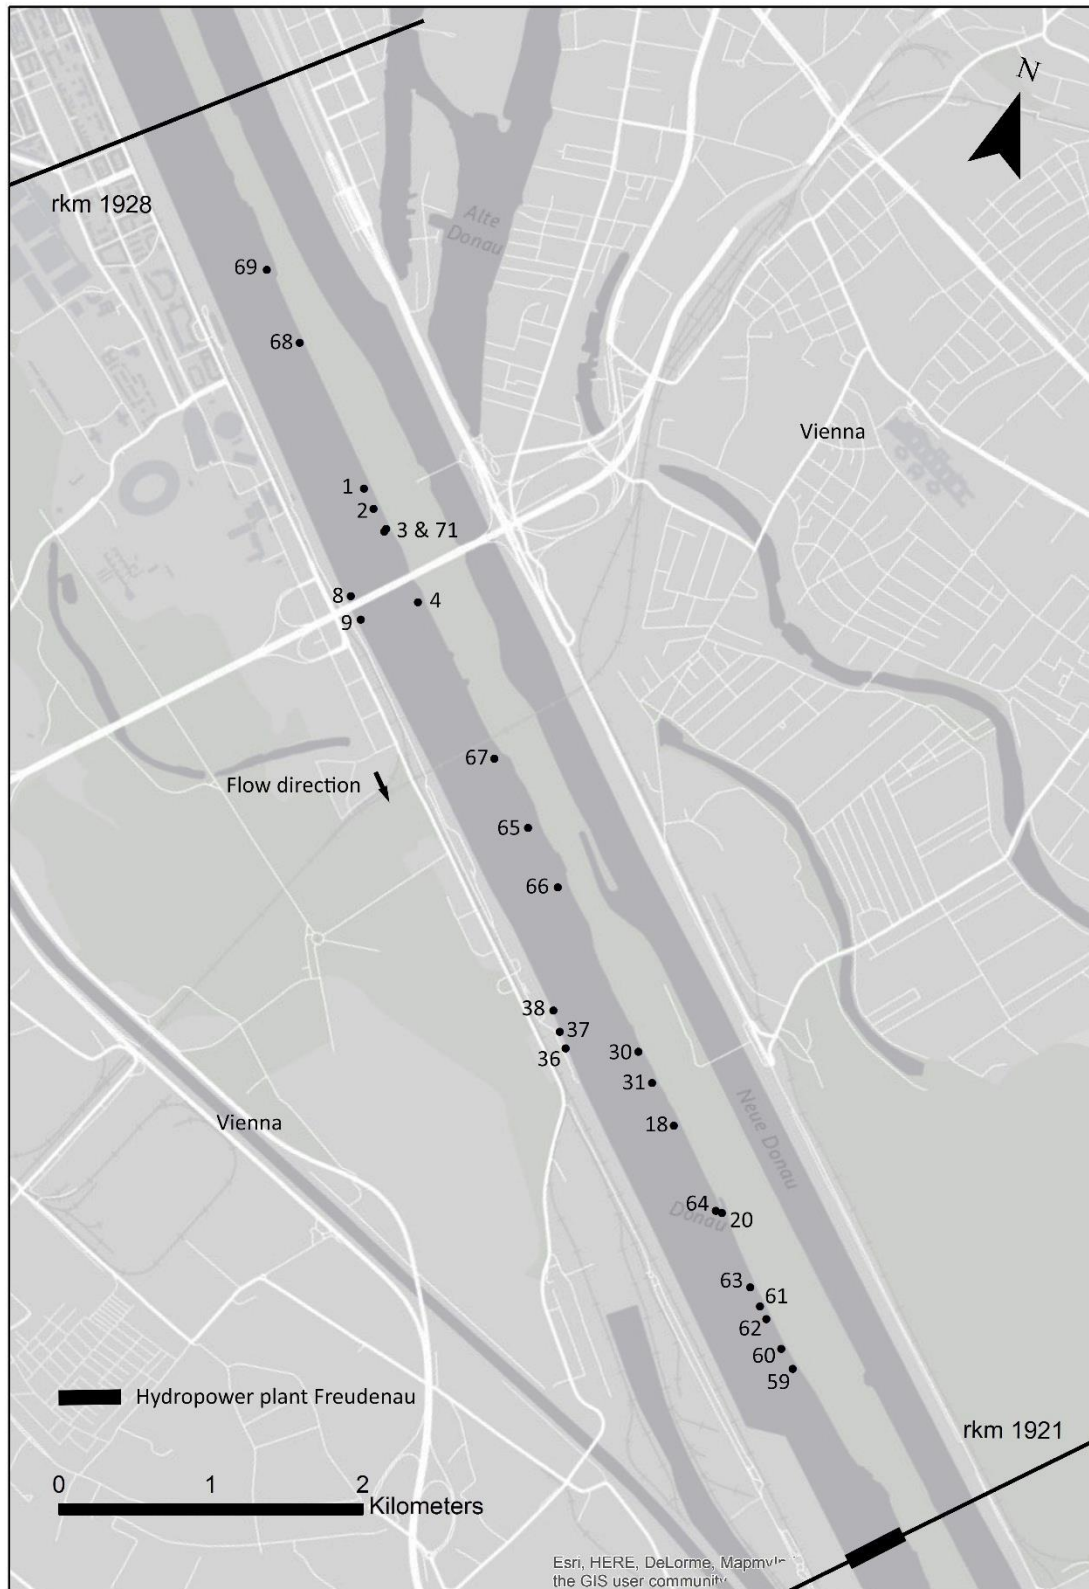 N
rkm 1928
Alte
Donau
69
68
Vienna
1
2
3 & 71
8
4
9
67
Flow direction
65
66
38
37
36
30
31
18
Vienna
Neue Donau
64
20
Donau
63
61
62
60
59
Hydropower plant Freudenau
rkm 1921
0 1 2
Kilometers
Esri, HERE, DeLorme,
the GIS user community